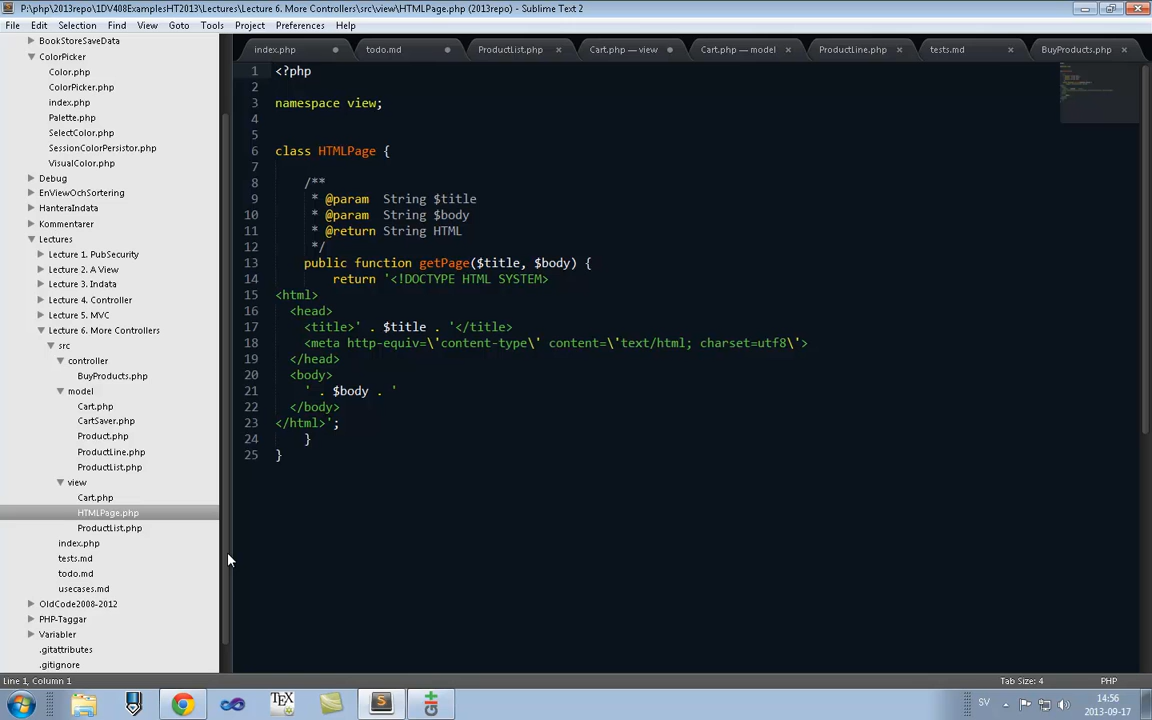 P:\php\2013repo\1DV408ExamplesHT2013\Lectures\Lecture 6. More Controllers\src\view\HTMLPage.php (2013repo) - Sublime Text 2
File Edit Selection Find View Goto Tools Project Preferences Help
BookStoreSaveData
ColorPicker
Color.php
ColorPicker.php
index.php
Palette.php
SelectColor.php
SessionColorPersistor.php
VisualColor.php
Debug
EnViewOchSortering
HanteraIndata
Kommentarer
Lectures
Lecture 1. PubSecurity
Lecture 2. A View
Lecture 3. Indata
Lecture 4. Controller
Lecture 5. MVC
Lecture 6. More Controllers
src
controller
BuyProducts.php
model
Cart.php
CartSaver.php
Product.php
ProductLine.php
ProductList.php
view
Cart.php
HTMLPage.php
ProductList.php
index.php
tests.md
todo.md
usecases.md
OldCode2008-2012
PHP-Taggar
Variabler
.gitattributes
.gitignore
index.php todo.md ProductList.php Cart.php — view Cart.php — model ProductLine.php tests.md BuyProducts.php
1 <?php
2
3 namespace view;
4
5
6 class HTMLPage {
7
8 /**
9 * @param String $title
10 * @param String $body
11 * @return String HTML
12 */
13 public function getPage($title, $body) {
14 return '<!DOCTYPE HTML SYSTEM>
15 <html>
16 <head>
17 <title>' . $title . '</title>
18 <meta http-equiv=\'content-type\' content=\'text/html; charset=utf8\'>
19 </head>
20 <body>
21 ' . $body . '
22 </body>
23 </html>';
24 }
25 }
Line 1, Column 1 Tab Size: 4 PHP
SV 14:56
2013-09-17